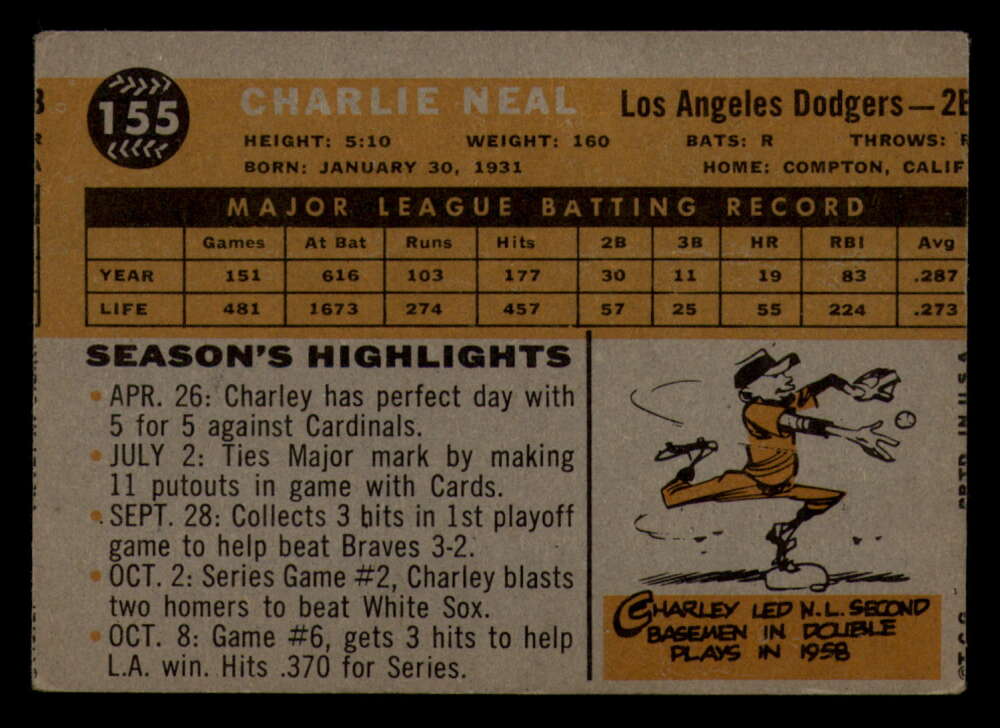 155
CHARLIE NEAL Los Angeles Dodgers—2B
HEIGHT: 5:10 WEIGHT: 160 BATS: R THROWS: R
BORN: JANUARY 30, 1931 HOME: COMPTON, CALIF
MAJOR LEAGUE BATTING RECORD
Games At Bat Runs Hits 2B 3B HR RBI Avg
YEAR 151 616 103 177 30 11 19 83 .287
LIFE 481 1673 274 457 57 25 55 224 .273
SEASON'S HIGHLIGHTS
• APR. 26: Charley has perfect day with
5 for 5 against Cardinals.
• JULY 2: Ties Major mark by making
11 putouts in game with Cards.
• SEPT. 28: Collects 3 hits in 1st playoff
game to help beat Braves 3-2.
• OCT. 2: Series Game #2, Charley blasts
two homers to beat White Sox.
• OCT. 8: Game #6, gets 3 hits to help
L.A. win. Hits .370 for Series.
CHARLEY LED N.L. SECOND
BASEMEN IN DOUBLE
PLAYS IN 1958
©T.C.G. PRTD. IN U.S.A.